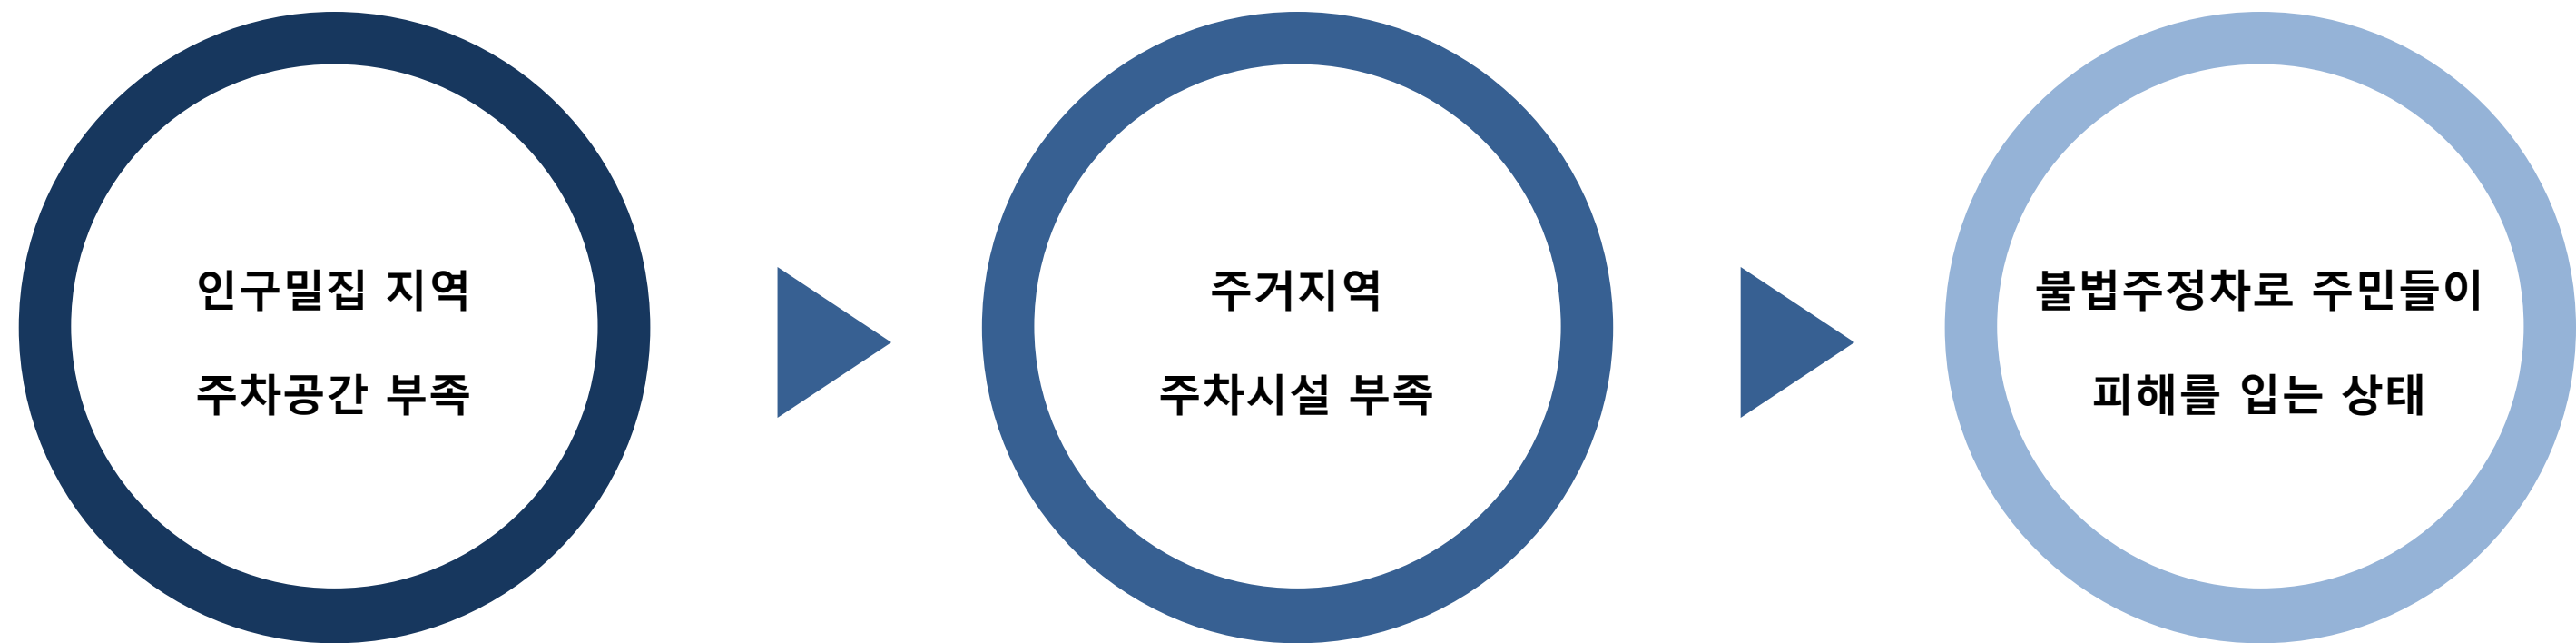 인구밀집 지역
주차공간 부족
주거지역
주차시설 부족
불법주정차로 주민들이
피해를 입는 상태